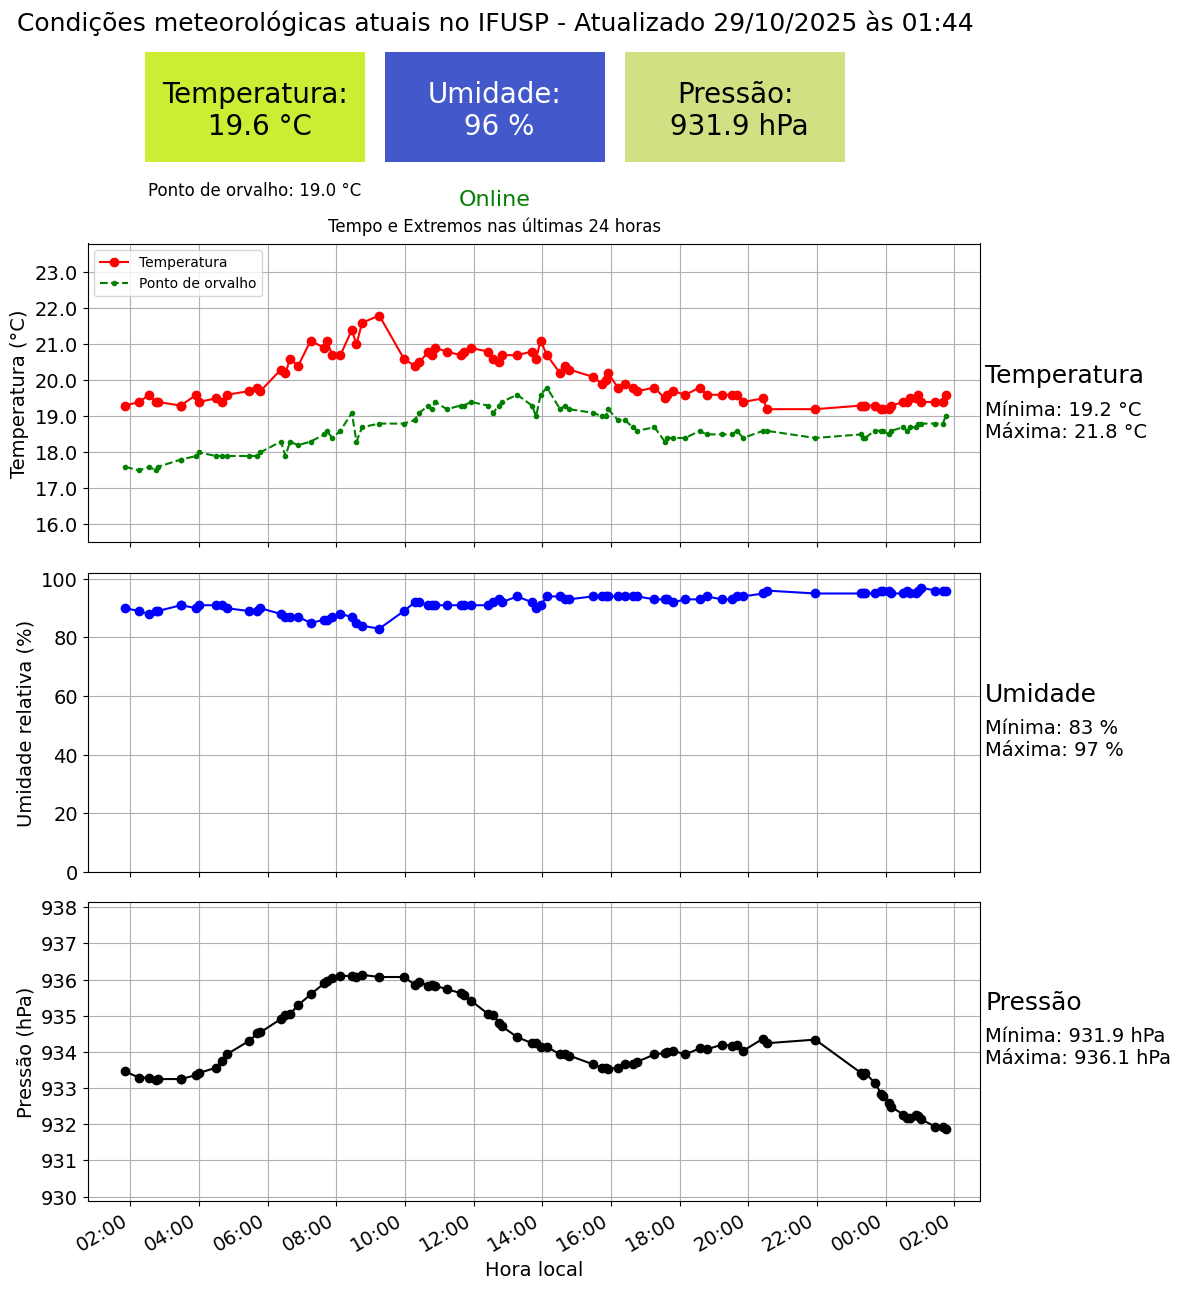 Condições meteorológicas atuais no IFUSP - Atualizado 29/10/2025 às 01:44
Temperatura:
19.6 °C
Umidade:
96 %
Pressão:
931.9 hPa
Ponto de orvalho: 19.0 °C
Online
Tempo e Extremos nas últimas 24 horas
Temperatura
Ponto de orvalho
Temperatura (°C)
23.0
22.0
21.0
20.0
19.0
18.0
17.0
16.0
Temperatura
Mínima: 19.2 °C
Máxima: 21.8 °C
Umidade relativa (%)
100
80
60
40
20
0
Umidade
Mínima: 83 %
Máxima: 97 %
Pressão (hPa)
938
937
936
935
934
933
932
931
930
Pressão
Mínima: 931.9 hPa
Máxima: 936.1 hPa
02:00
04:00
06:00
08:00
10:00
12:00
14:00
16:00
18:00
20:00
22:00
00:00
02:00
Hora local